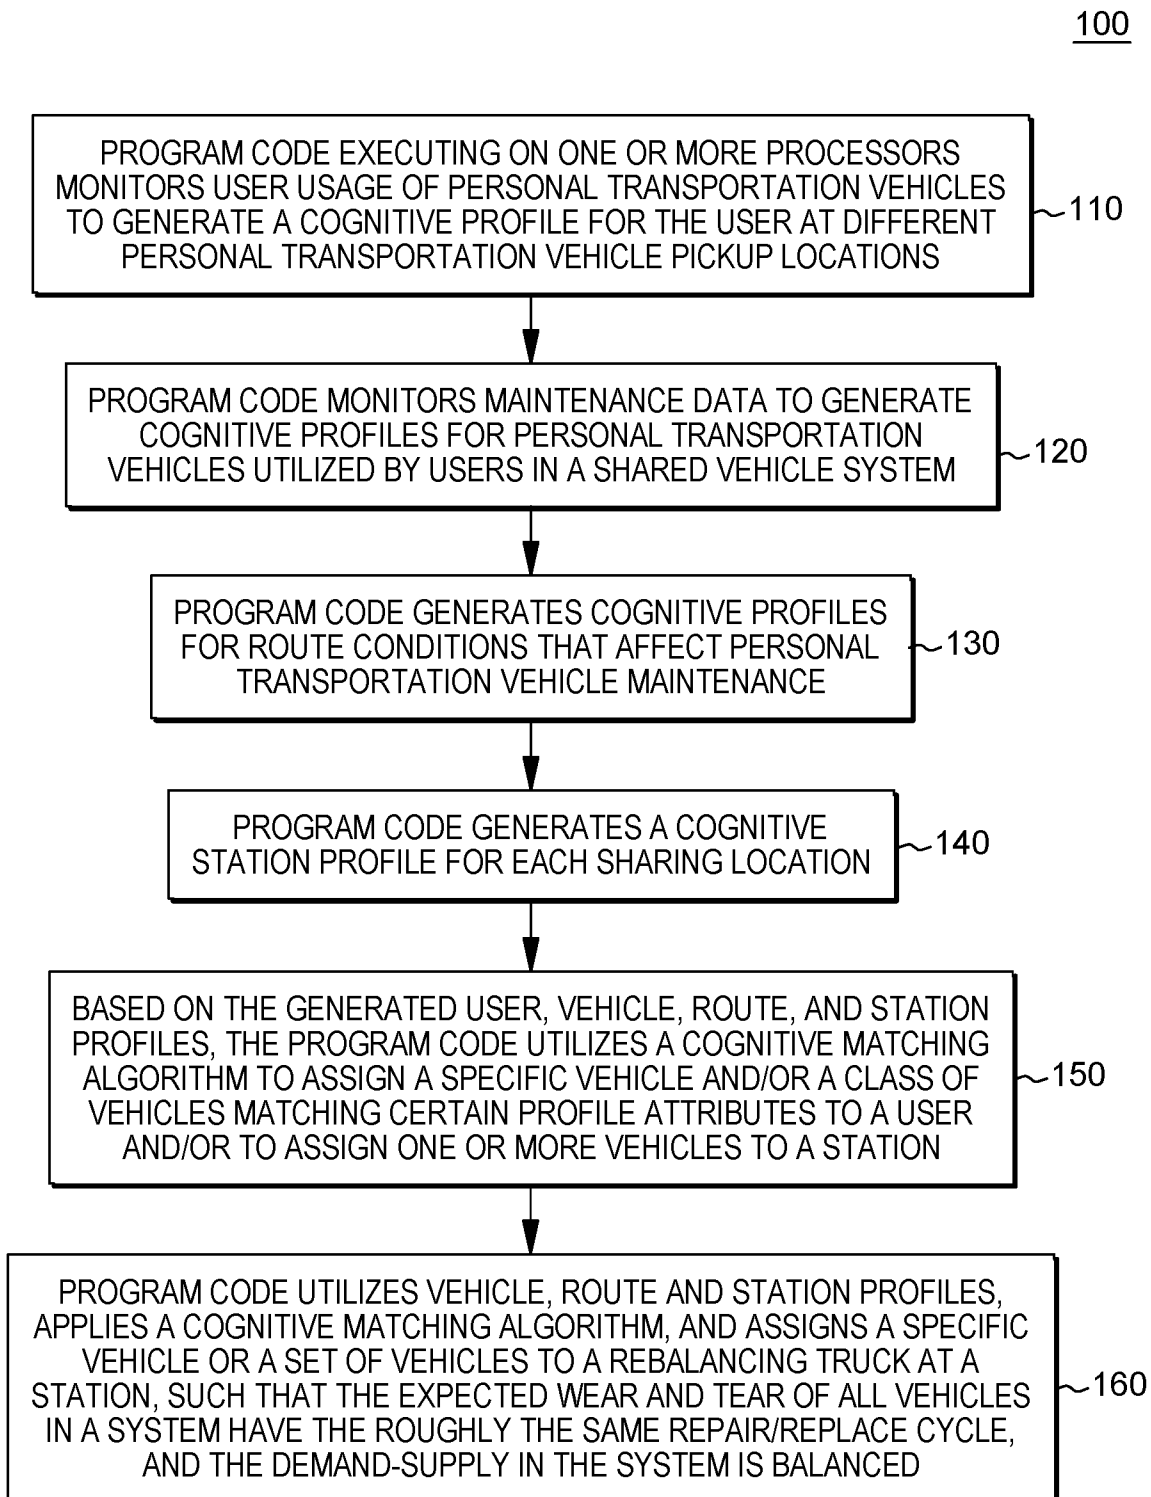 100
PROGRAM CODE EXECUTING ON ONE OR MORE PROCESSORS
MONITORS USER USAGE OF PERSONAL TRANSPORTATION VEHICLES
TO GENERATE A COGNITIVE PROFILE FOR THE USER AT DIFFERENT
PERSONAL TRANSPORTATION VEHICLE PICKUP LOCATIONS
110
PROGRAM CODE MONITORS MAINTENANCE DATA TO GENERATE
COGNITIVE PROFILES FOR PERSONAL TRANSPORTATION
VEHICLES UTILIZED BY USERS IN A SHARED VEHICLE SYSTEM
120
PROGRAM CODE GENERATES COGNITIVE PROFILES
FOR ROUTE CONDITIONS THAT AFFECT PERSONAL
TRANSPORTATION VEHICLE MAINTENANCE
130
PROGRAM CODE GENERATES A COGNITIVE
STATION PROFILE FOR EACH SHARING LOCATION
140
BASED ON THE GENERATED USER, VEHICLE, ROUTE, AND STATION
PROFILES, THE PROGRAM CODE UTILIZES A COGNITIVE MATCHING
ALGORITHM TO ASSIGN A SPECIFIC VEHICLE AND/OR A CLASS OF
VEHICLES MATCHING CERTAIN PROFILE ATTRIBUTES TO A USER
AND/OR TO ASSIGN ONE OR MORE VEHICLES TO A STATION
150
PROGRAM CODE UTILIZES VEHICLE, ROUTE AND STATION PROFILES,
APPLIES A COGNITIVE MATCHING ALGORITHM, AND ASSIGNS A SPECIFIC
VEHICLE OR A SET OF VEHICLES TO A REBALANCING TRUCK AT A
STATION, SUCH THAT THE EXPECTED WEAR AND TEAR OF ALL VEHICLES
IN A SYSTEM HAVE THE ROUGHLY THE SAME REPAIR/REPLACE CYCLE,
AND THE DEMAND-SUPPLY IN THE SYSTEM IS BALANCED
160